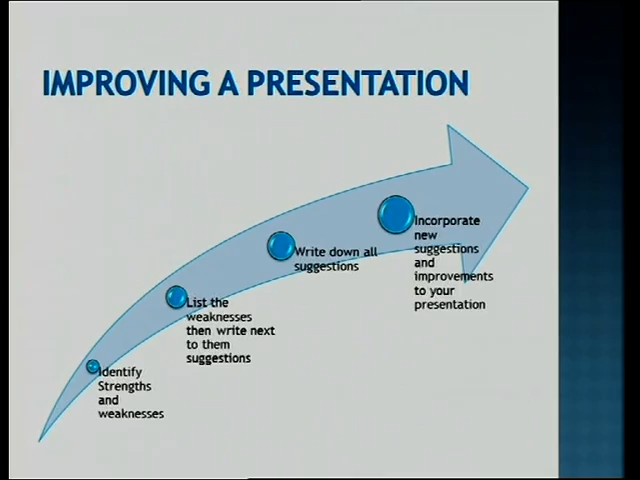 IMPROVING A PRESENTATION
Identify
Strengths
and
weaknesses
List the
weaknesses
then write next
to them
suggestions
Write down all
suggestions
Incorporate
new
suggestions
and
improvements
to your
presentation